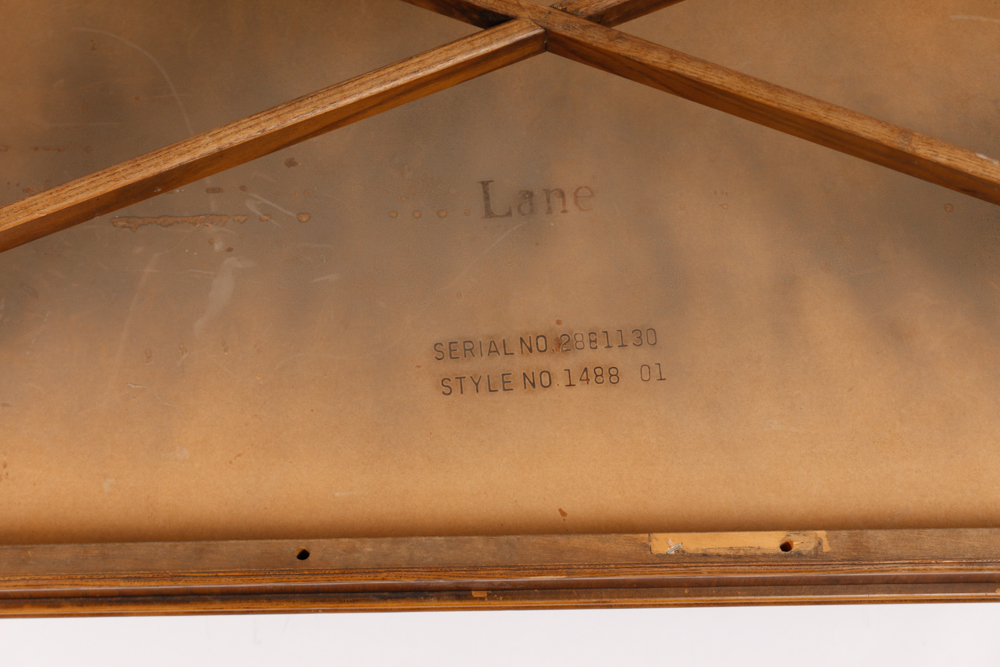 Lane
SERIAL NO. 2881130
STYLE NO. 1488 01